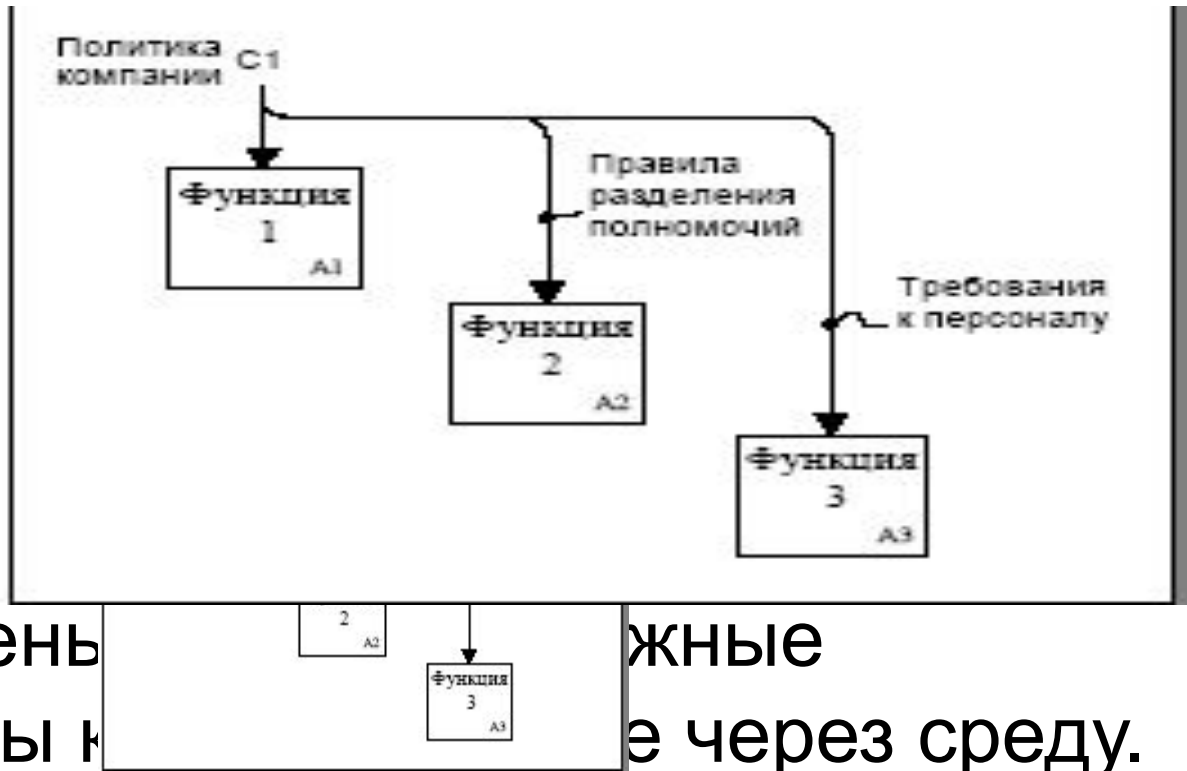 Политика
компании C1
Функция
1
A1
Правила
разделения
полномочий
Функция
2
A2
Требования
к персоналу
Функция
3
A3
2
A2
жные
Функция
3
A3
е через среду.